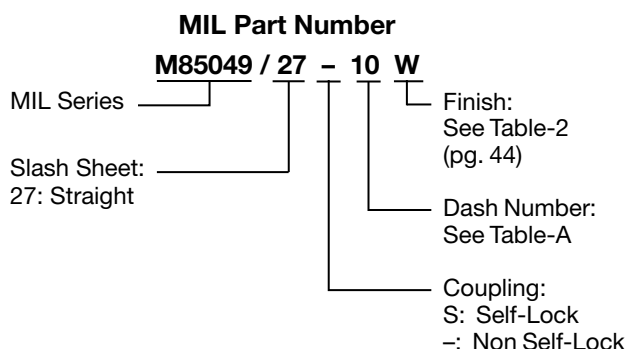 MIL Part Number
M85049 / 27 – 10 W
MIL Series
Slash Sheet:
27: Straight
Finish:
See Table-2
(pg. 44)
Dash Number:
See Table-A
Coupling:
S: Self-Lock
–: Non Self-Lock